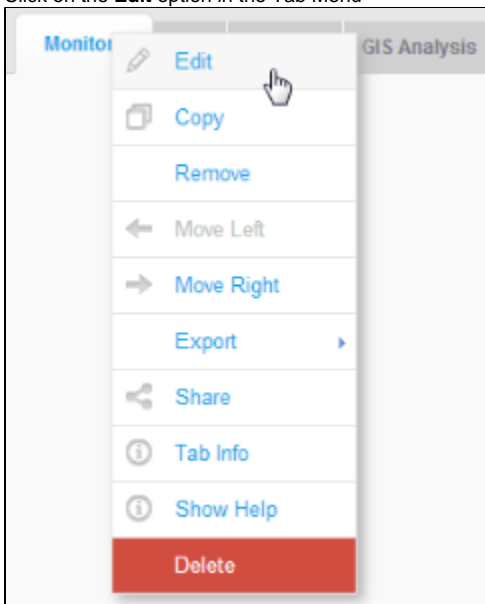 Click on the Edit option in the Tab Menu
GIS Analysis
Edit
Copy
Remove
Move Left
Move Right
Export
Share
Tab Info
Show Help
Delete